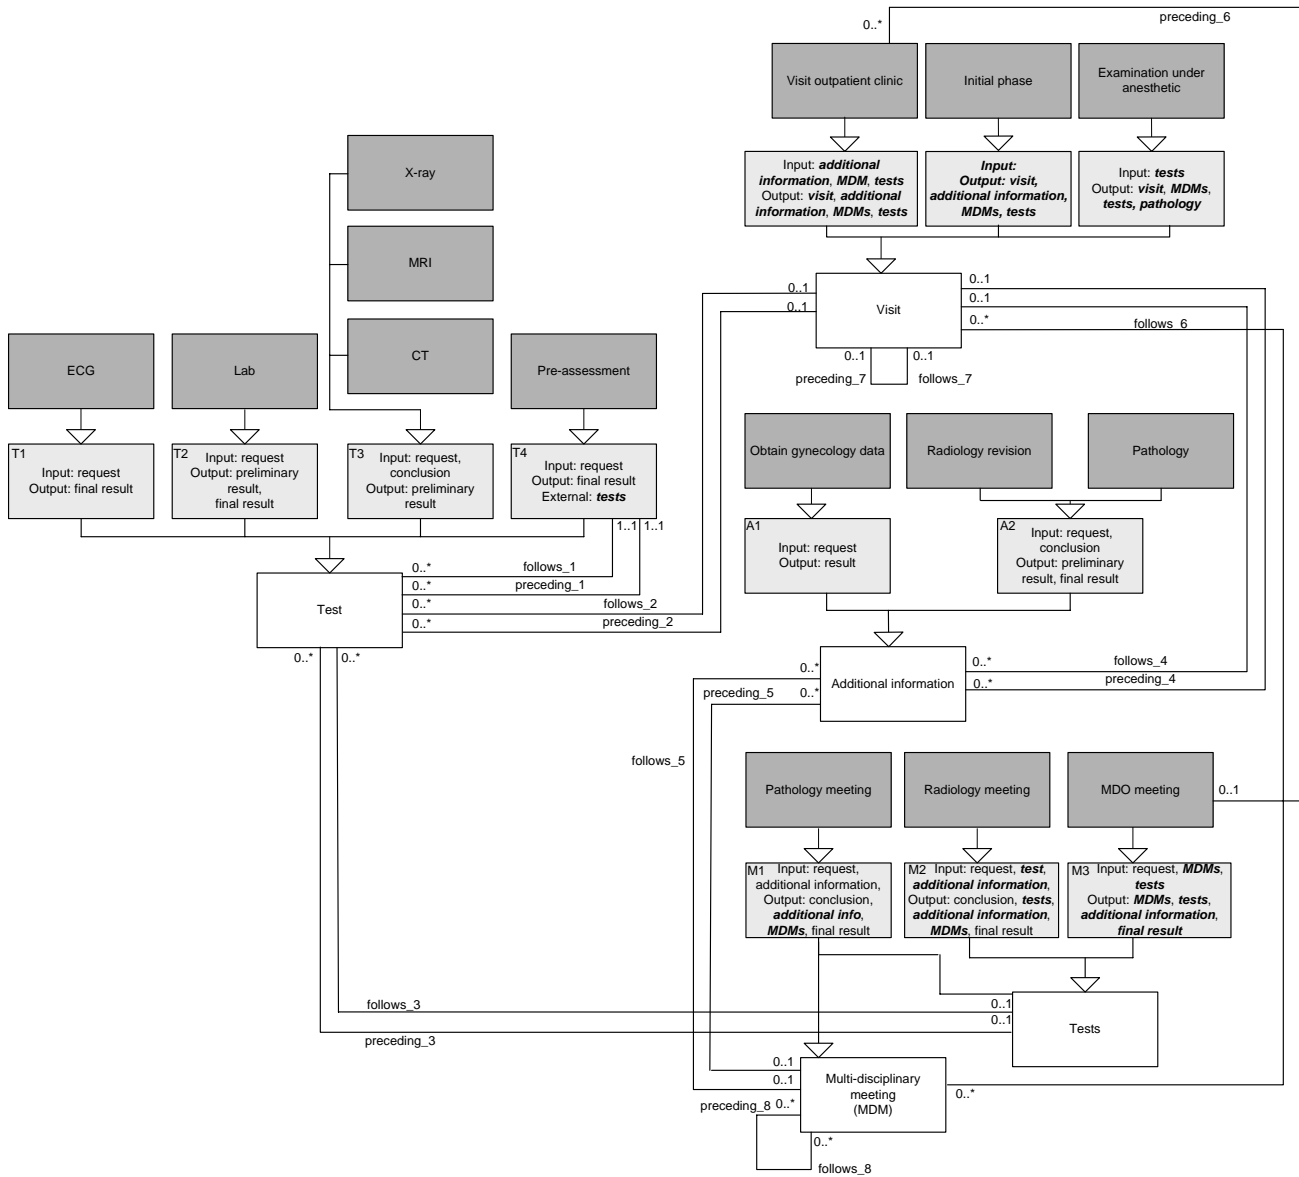 preceding_6
0..*
Visit outpatient clinic
Initial phase
Examination under
anesthetic
Input: additional
information, MDM, tests
Output: visit, additional
information, MDMs, tests
Input:
Output: visit,
additional information,
MDMs, tests
Input: tests
Output: visit, MDMs,
tests, pathology
X-ray
MRI
CT
ECG
Lab
Pre-assessment
T1
Input: request
Output: final result
T2
Input: request
Output: preliminary
result,
final result
T3
Input: request,
conclusion
Output: preliminary
result
T4
Input: request
Output: final result
External: tests
1..1
1..1
Visit
0..1
0..1
0..1
0..1
0..*
follows_6
0..1
0..1
preceding_7
follows_7
Obtain gynecology data
Radiology revision
Pathology
A1
Input: request
Output: result
A2
Input: request,
conclusion
Output: preliminary
result, final result
Test
0..*
follows_1
0..*
preceding_1
0..*
follows_2
0..*
preceding_2
0..*
0..*
Additional information
0..*
0..*
0..*
follows_4
0..*
preceding_4
preceding_5
follows_5
Pathology meeting
Radiology meeting
MDO meeting
0..1
M1
Input: request,
additional information,
Output: conclusion,
additional info,
MDMs, final result
M2
Input: request, test,
additional information,
Output: conclusion, tests,
additional information,
MDMs, final result
M3
Input: request, MDMs,
tests
Output: MDMs, tests,
additional information,
final result
follows_3
0..1
preceding_3
0..1
Tests
0..1
0..1
Multi-disciplinary
meeting
(MDM)
0..*
preceding_8
0..*
0..*
follows_8